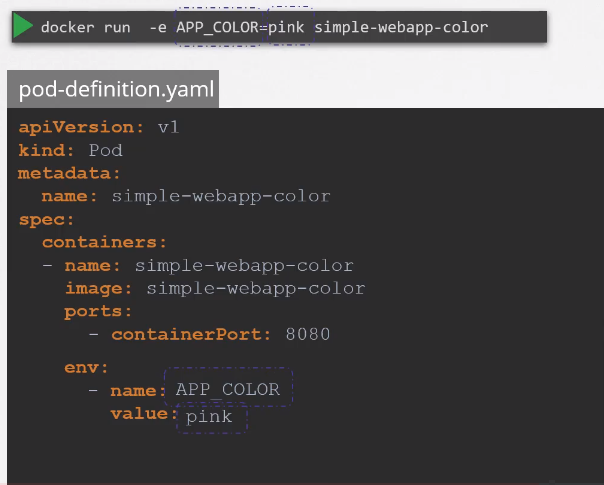 docker run -e APP_COLOR=pink simple-webapp-color
pod-definition.yaml
apiVersion: v1
kind: Pod
metadata:
  name: simple-webapp-color
spec:
  containers:
  - name: simple-webapp-color
    image: simple-webapp-color
    ports:
      - containerPort: 8080
    env:
      - name: APP_COLOR
        value: pink